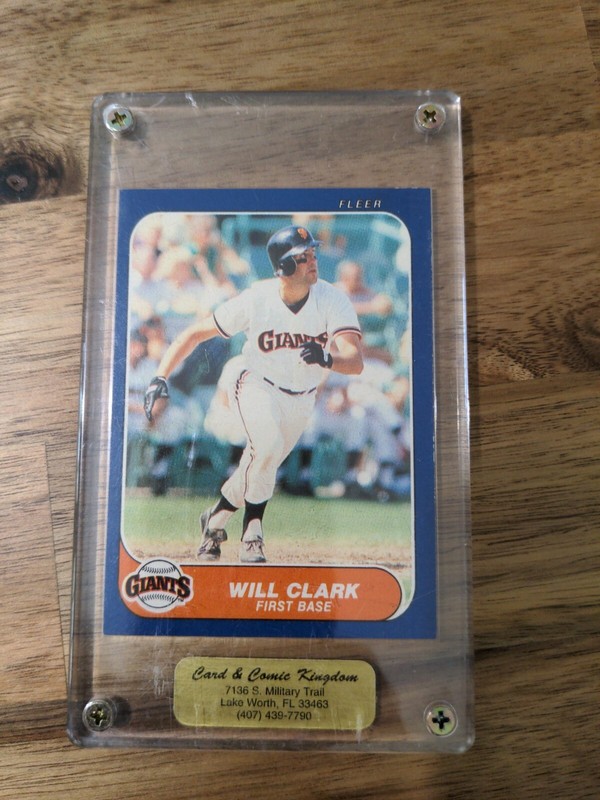 FLEER
GIANTS
GIANTS
WILL CLARK
FIRST BASE
Card & Comic Kingdom
7136 S. Military Trail
Lake Worth, FL 33463
(407) 439-7790